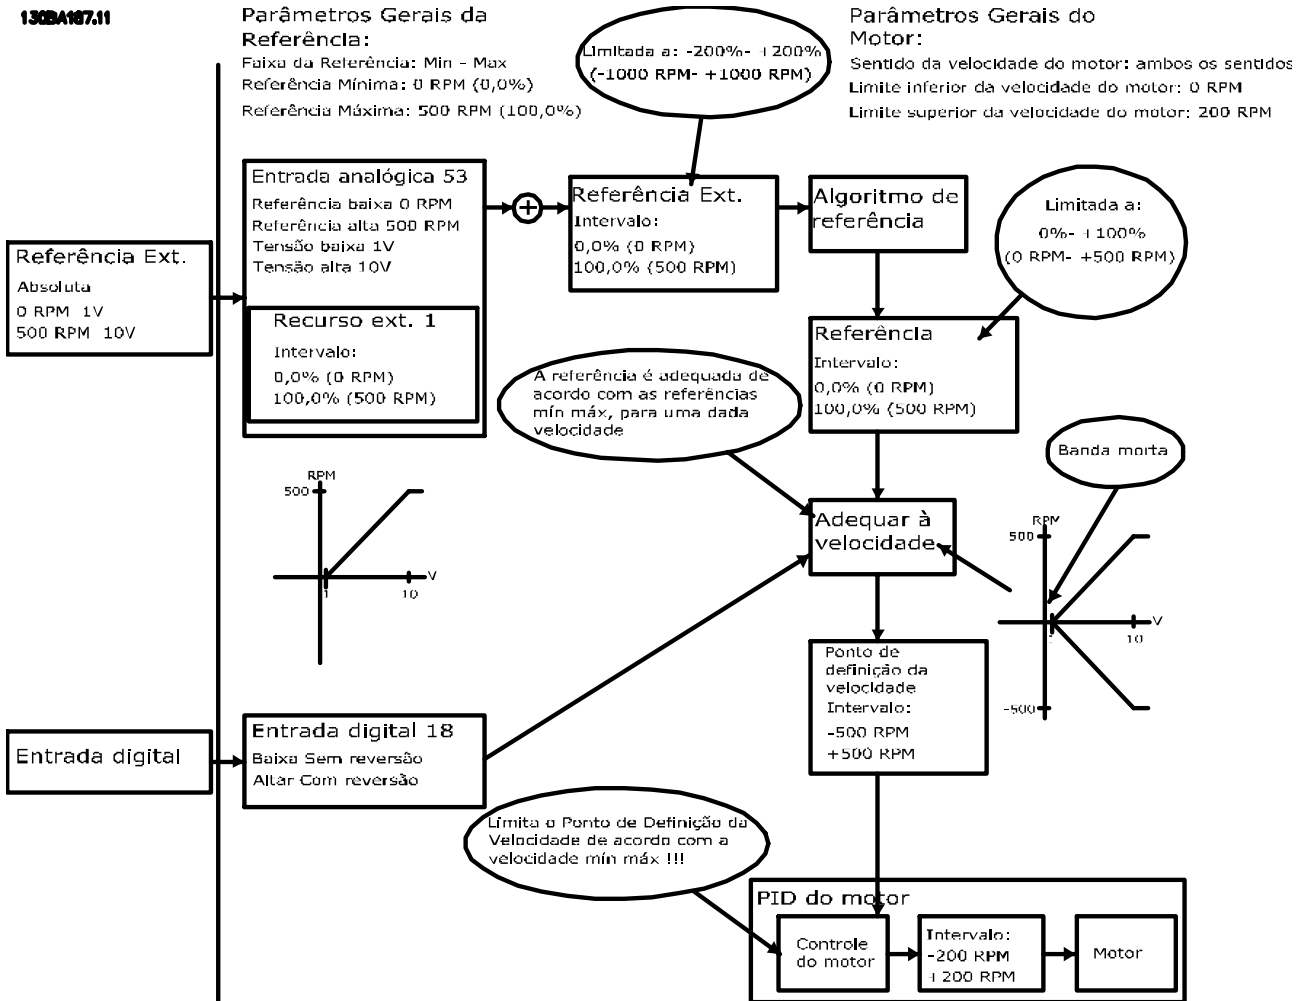 130BA187.11
Parâmetros Gerais da
Referência:
Faixa da Referência: Min - Max
Referência Mínima: 0 RPM (0,0%)
Referência Máxima: 500 RPM (100,0%)
Limitada a: -200%- +200%
(-1000 RPM- +1000 RPM)
Parâmetros Gerais do
Motor:
Sentido da velocidade do motor: ambos os sentidos
Limite inferior da velocidade do motor: 0 RPM
Limite superior da velocidade do motor: 200 RPM
Referência Ext.
Absoluta
0 RPM 1V
500 RPM 10V
Entrada analógica 53
Referência baixa 0 RPM
Referência alta 500 RPM
Tensão baixa 1V
Tensão alta 10V
Recurso ext. 1
Intervalo:
0,0% (0 RPM)
100,0% (500 RPM)
Referência Ext.
Intervalo:
0,0% (0 RPM)
100,0% (500 RPM)
Algoritmo de
referência
Limitada a:
0%- +100%
(0 RPM- +500 RPM)
Referência
Intervalo:
0,0% (0 RPM)
100,0% (500 RPM)
A referência é adequada de
acordo com as referências
mín máx, para uma dada
velocidade
Banda morta
RPM
500
V
1
10
Adequar à
velocidade
RPM
500
V
1
10
-500
Ponto de
definição da
velocidade
Intervalo:
-500 RPM
+500 RPM
Entrada digital
Entrada digital 18
Baixa Sem reversão
Altar Com reversão
Limita o Ponto de Definição da
Velocidade de acordo com a
velocidade mín máx !!!
PID do motor
Controle
do motor
Intervalo:
-200 RPM
+200 RPM
Motor